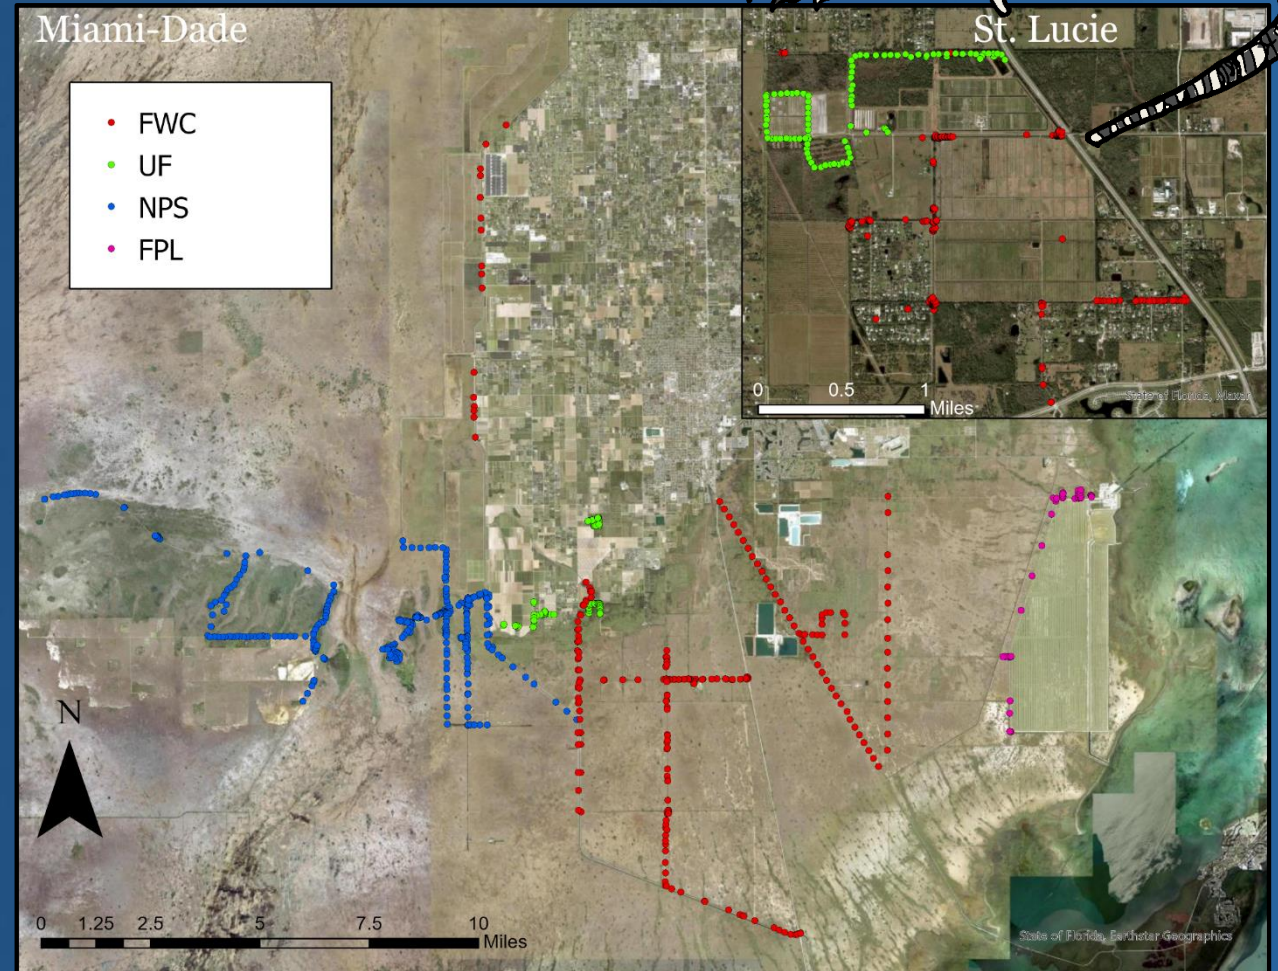 Miami-Dade
FWC
UF
NPS
FPL
St. Lucie
0 0.5 1
Miles
State of Florida, Maxar
N
0 1.25 2.5 5 7.5 10
Miles
State of Florida, Earthstar Geographics